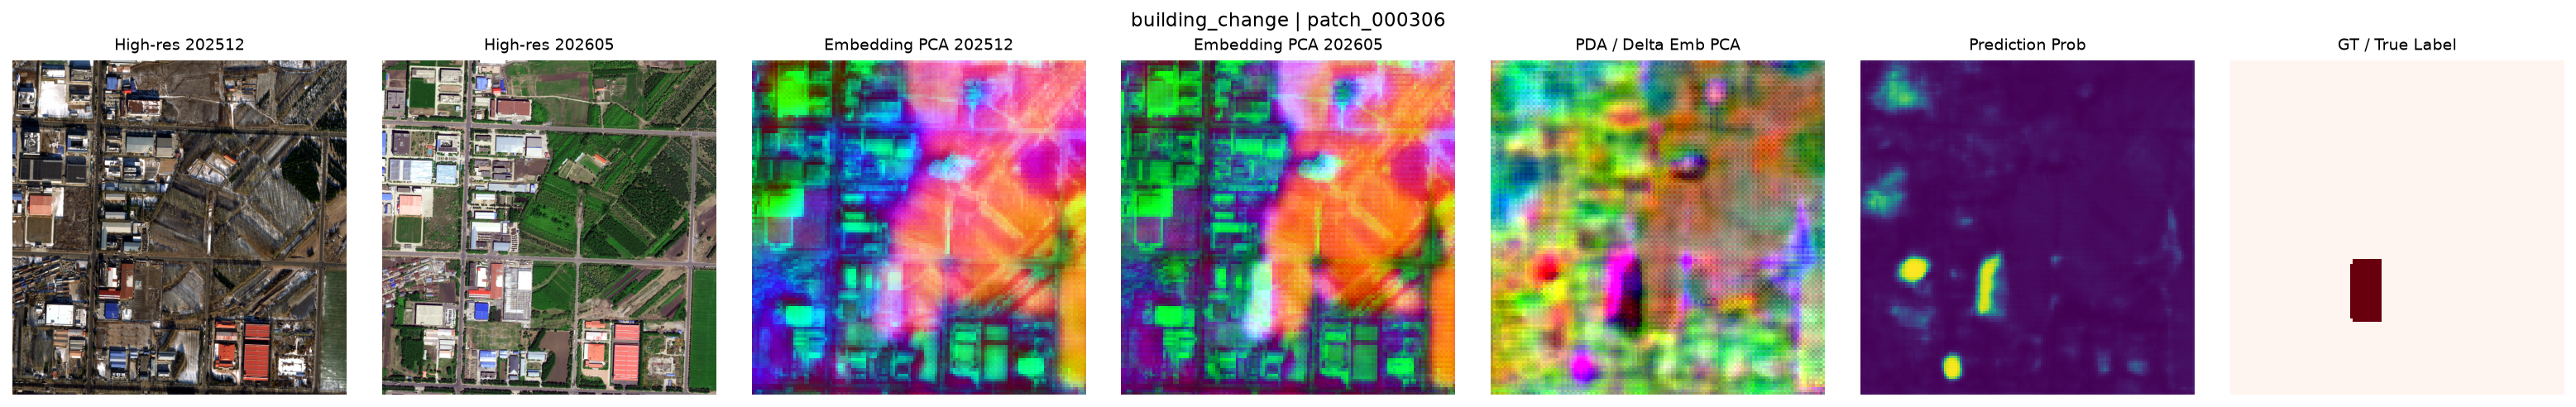 building_change | patch_000306
High-res 202512
High-res 202605
Embedding PCA 202512
Embedding PCA 202605
PDA / Delta Emb PCA
Prediction Prob
GT / True Label